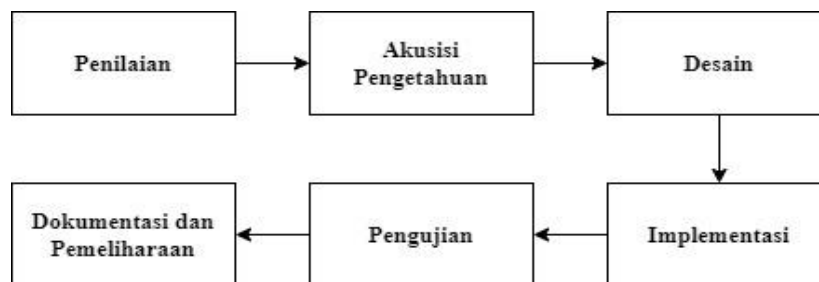 Penilaian
Akusisi
Pengetahuan
Desain
Implementasi
Pengujian
Dokumentasi dan
Pemeliharaan